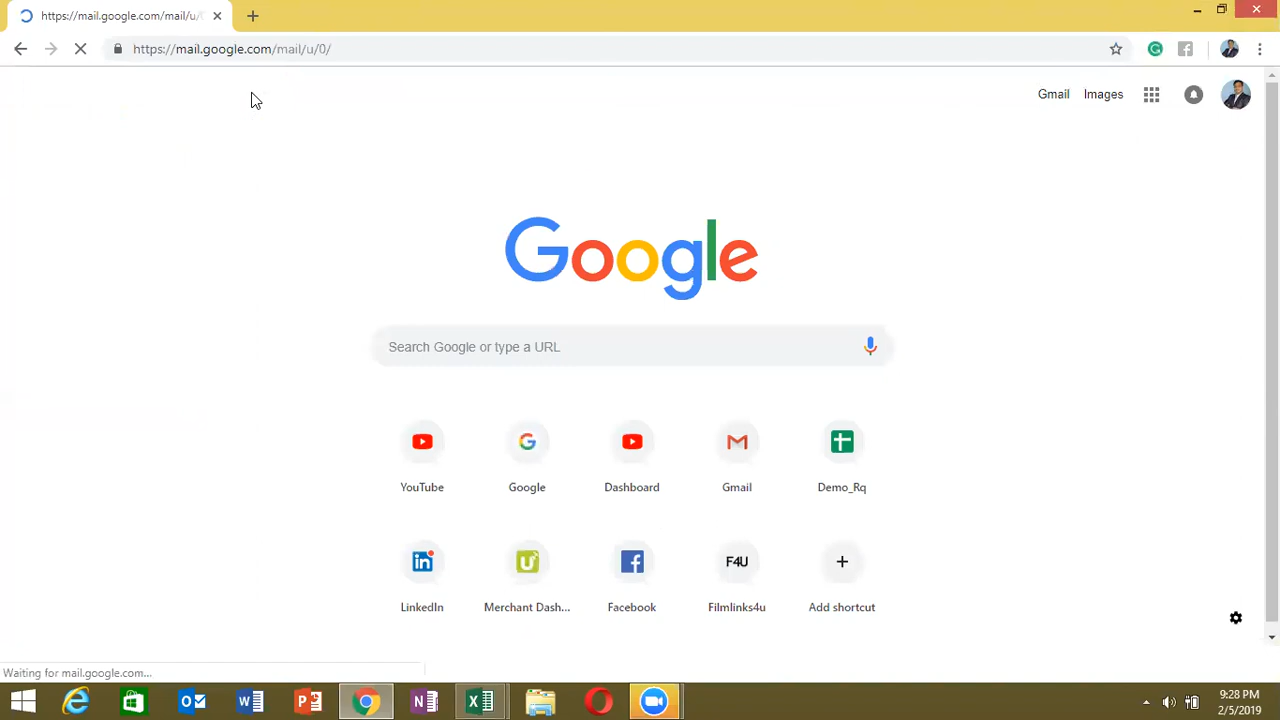 https://mail.google.com/mail/u/0
https://mail.google.com/mail/u/0/
Gmail Images
Google
Search Google or type a URL
YouTube Google Dashboard Gmail Demo_Rq
F4U
LinkedIn Merchant Dash... Facebook Filmlinks4u Add shortcut
Waiting for mail.google.com...
9:28 PM
2/5/2019